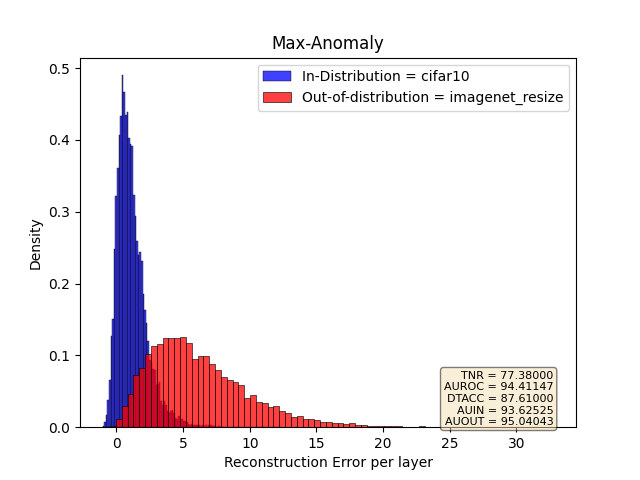 Max-Anomaly
In-Distribution = cifar10
Out-of-distribution = imagenet_resize
Density
0.5
0.4
0.3
0.2
0.1
0.0
TNR = 77.38000
AUROC = 94.41147
DTACC = 87.61000
AUIN = 93.62525
AUOUT = 95.04043
0 5 10 15 20 25 30
Reconstruction Error per layer